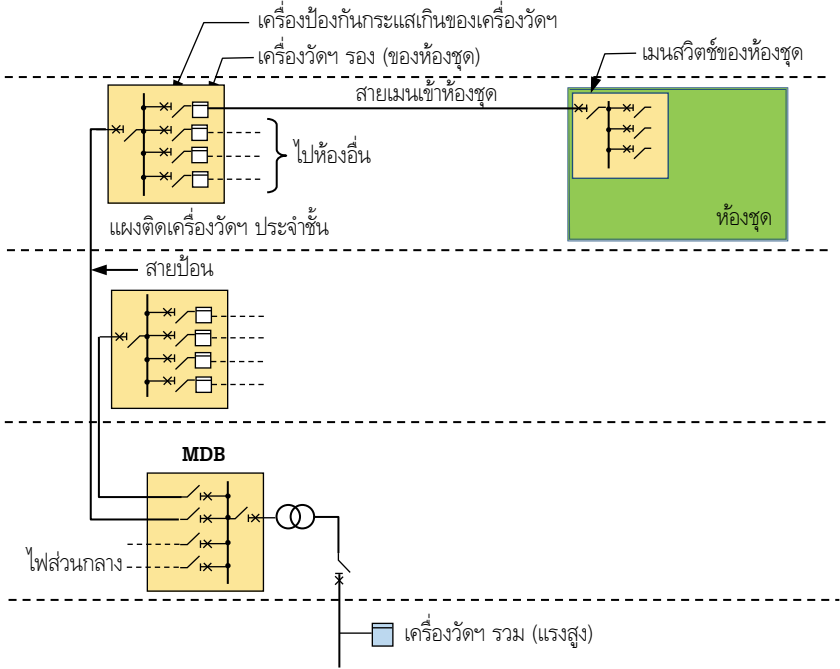 เครื่องป้องกันกระแสเกินของเครื่องวัดฯ
เครื่องวัดฯ รอง (ของห้องชุด)
เมนสวิตช์ของห้องชุด
สายเมนเข้าห้องชุด
ไปห้องอื่น
ห้องชุด
แผงติดเครื่องวัดฯ ประจำชั้น
สายป้อน
MDB
ไฟส่วนกลาง
เครื่องวัดฯ รวม (แรงสูง)